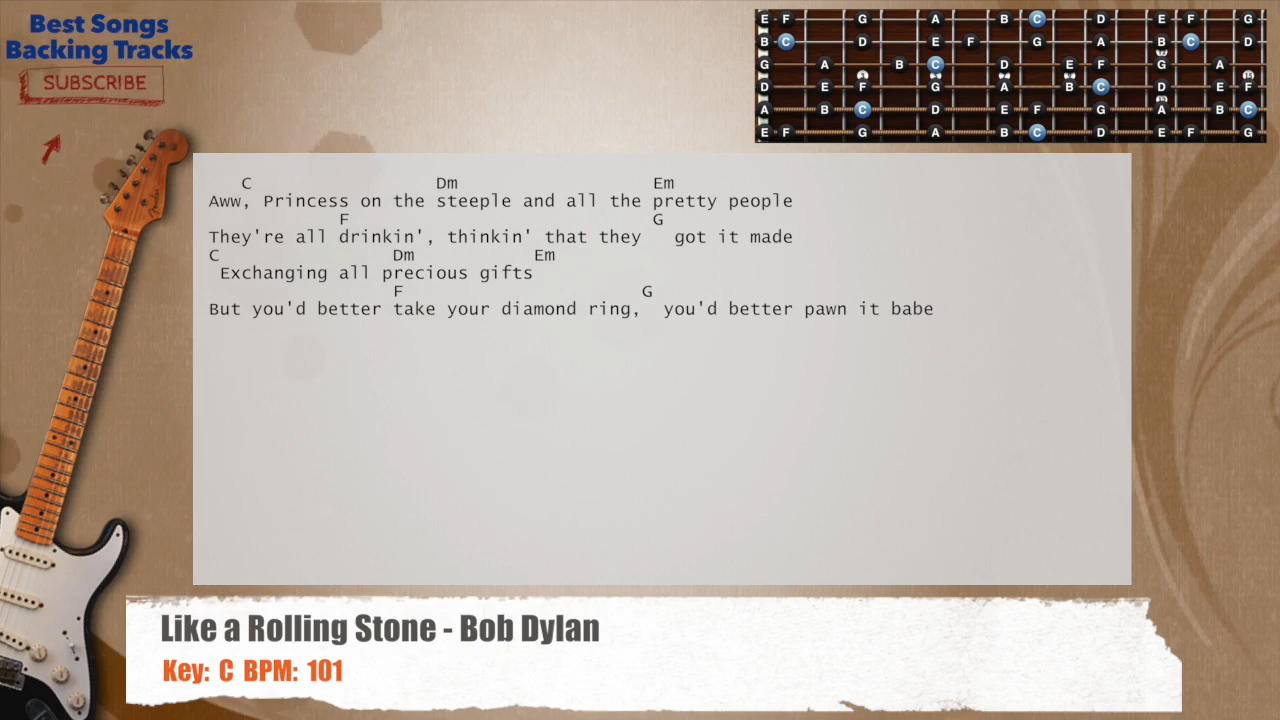 Best Songs
Backing Tracks
SUBSCRIBE
E F G A B C D E F G
B C D E F G A B C D
G A B C D E F G A
D E F G A B C D E F
A B C D E F G A B C
E F G A B C D E F G
C Dm Em
Aww, Princess on the steeple and all the pretty people
F G
They're all drinkin', thinkin' that they got it made
C Dm Em
Exchanging all precious gifts
F G
But you'd better take your diamond ring, you'd better pawn it babe
Like a Rolling Stone - Bob Dylan
Key: C BPM: 101